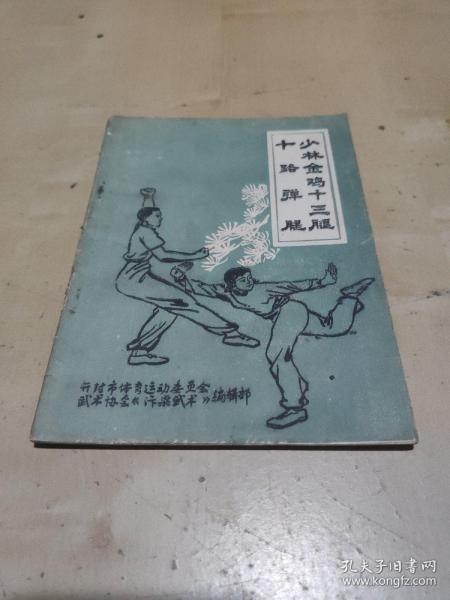 少林金鸡十三腿
十路弹腿
开封市体育运动委员会
武术协会《汴梁武术》编辑部
孔夫子旧书网
www.kongfz.com